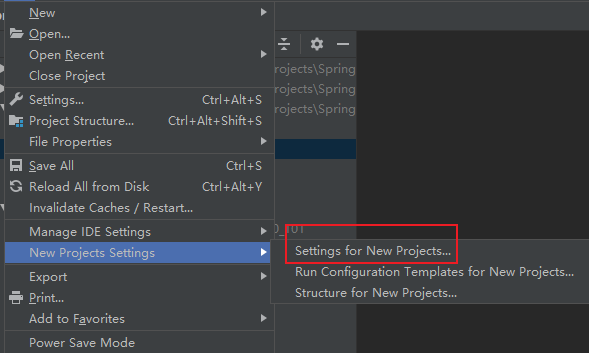 New
Open...
Open Recent
Close Project
Settings... Ctrl+Alt+S
Project Structure... Ctrl+Alt+Shift+S
File Properties
Save All Ctrl+S
Reload All from Disk Ctrl+Alt+Y
Invalidate Caches / Restart...
Manage IDE Settings
New Projects Settings
Export
Print...
Add to Favorites
Power Save Mode
rojects\Spring
rojects\Spring
rojects\Spring
Settings for New Projects...
Run Configuration Templates for New Projects...
Structure for New Projects...